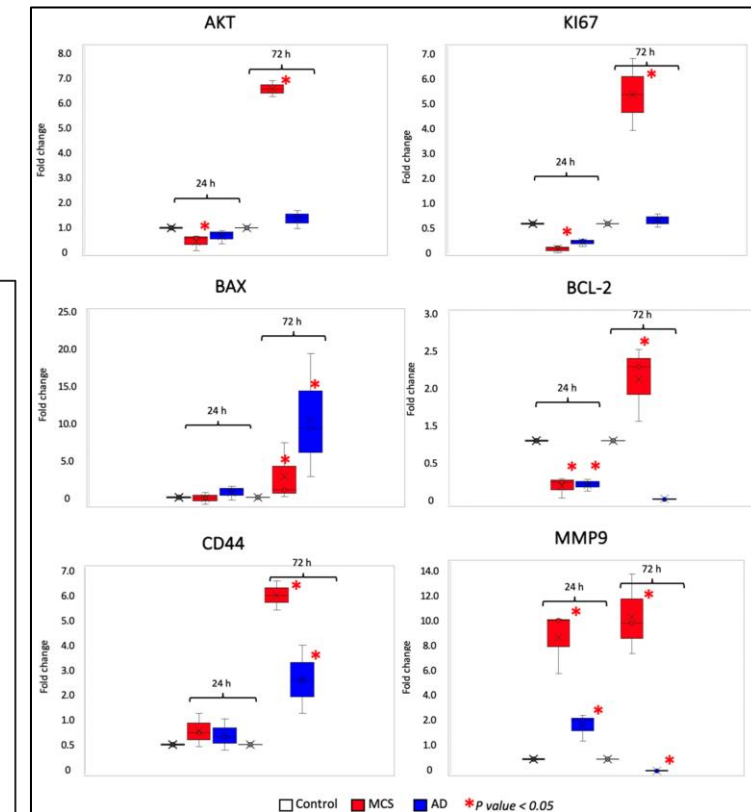 AKT
8.0
7.0
6.0
5.0
4.0
3.0
2.0
1.0
0
Fold change
24 h
72 h
*
*
KI67
7.0
6.0
5.0
4.0
3.0
2.0
1.0
0.5
0
Fold change
24 h
72 h
*
*
BAX
25.0
20.0
15.0
10.0
5.0
0
Fold change
24 h
72 h
*
*
BCL-2
3.0
2.5
2.0
1.5
0.5
0
Fold change
24 h
72 h
*
*
*
CD44
7.0
6.0
5.0
4.0
3.0
2.0
1.0
0.5
0
Fold change
24 h
72 h
*
*
MMP9
14.0
12.0
10.0
8.0
6.0
4.0
2.0
1.0
0
Fold change
24 h
72 h
*
*
*
*
Control MCS AD *P value < 0.05